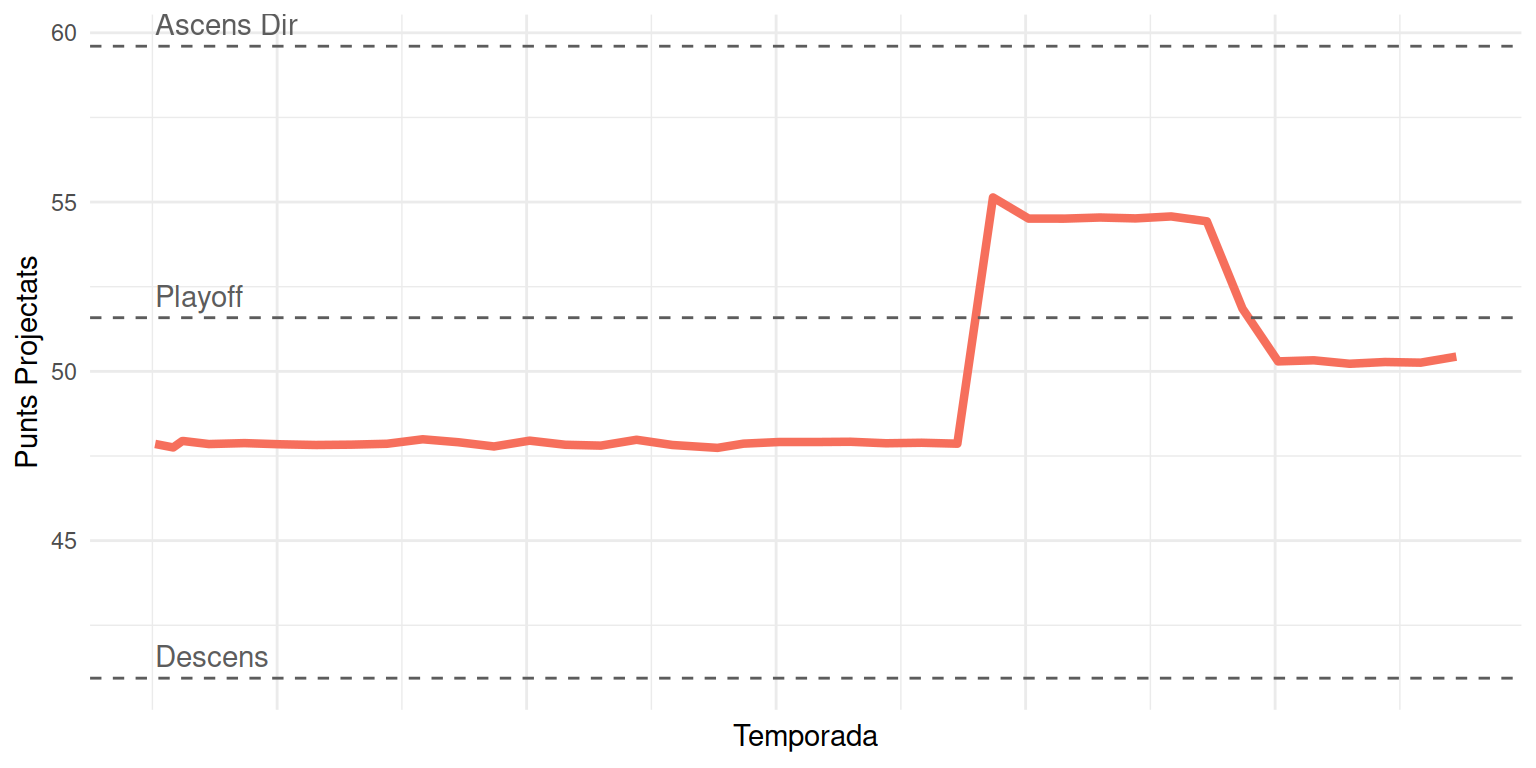 Ascens Dir
60
55
Playoff
50
45
Descens
Punts Projectats
Temporada